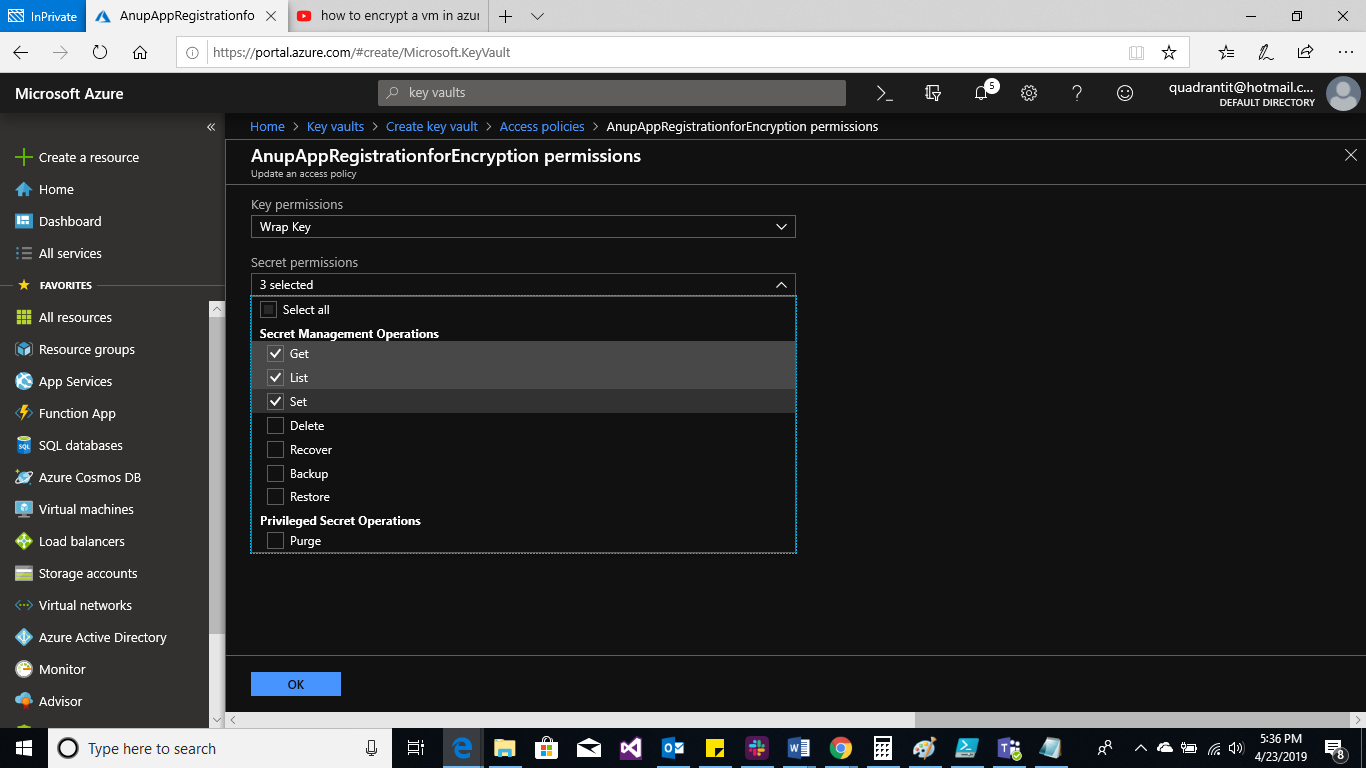 InPrivate
AnupAppRegistrationfo
how to encrypt a vm in azur
https://portal.azure.com/#create/Microsoft.KeyVault
Microsoft Azure
key vaults
5
quadrantit@hotmail.c...
DEFAULT DIRECTORY
Home > Key vaults > Create key vault > Access policies > AnupAppRegistrationforEncryption permissions
AnupAppRegistrationforEncryption permissions
Update an access policy
Create a resource
Home
Dashboard
All services
FAVORITES
All resources
Resource groups
App Services
Function App
SQL databases
Azure Cosmos DB
Virtual machines
Load balancers
Storage accounts
Virtual networks
Azure Active Directory
Monitor
Advisor
Key permissions
Wrap Key
Secret permissions
3 selected
Select all
Secret Management Operations
Get
List
Set
Delete
Recover
Backup
Restore
Privileged Secret Operations
Purge
OK
Type here to search
5:36 PM
4/23/2019
8